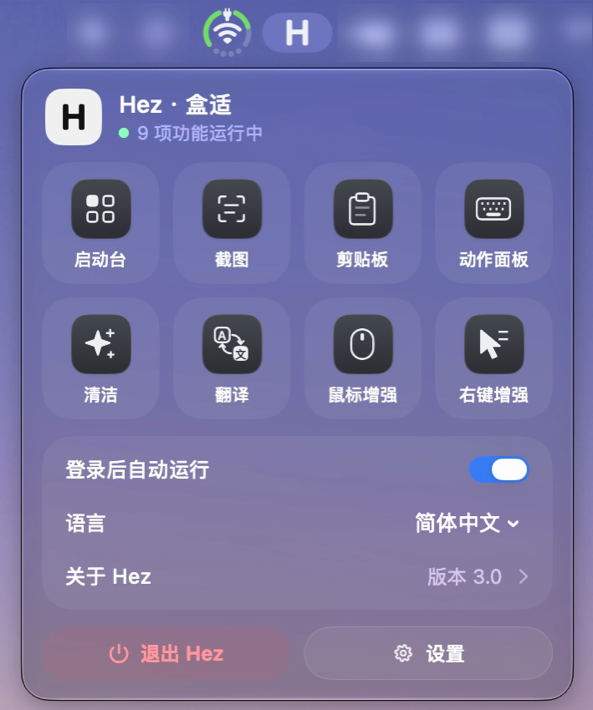 H
H
Hez · 盒适
9 项功能运行中
启动台
截图
剪贴板
动作面板
A
文
清洁
翻译
鼠标增强
右键增强
登录后自动运行
语言
简体中文
关于 Hez
版本 3.0
退出 Hez
设置